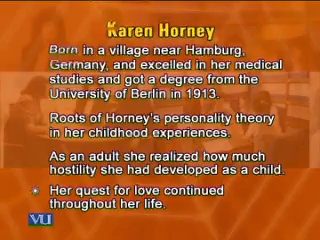 Karen Horney
Born in a village near Hamburg,
Germany, and excelled in her medical
studies and got a degree from the
University of Berlin in 1913.
Roots of Horney's personality theory
in her childhood experiences.
As an adult she realized how much
hostility she had developed as a child.
Her quest for love continued
throughout her life.
VU